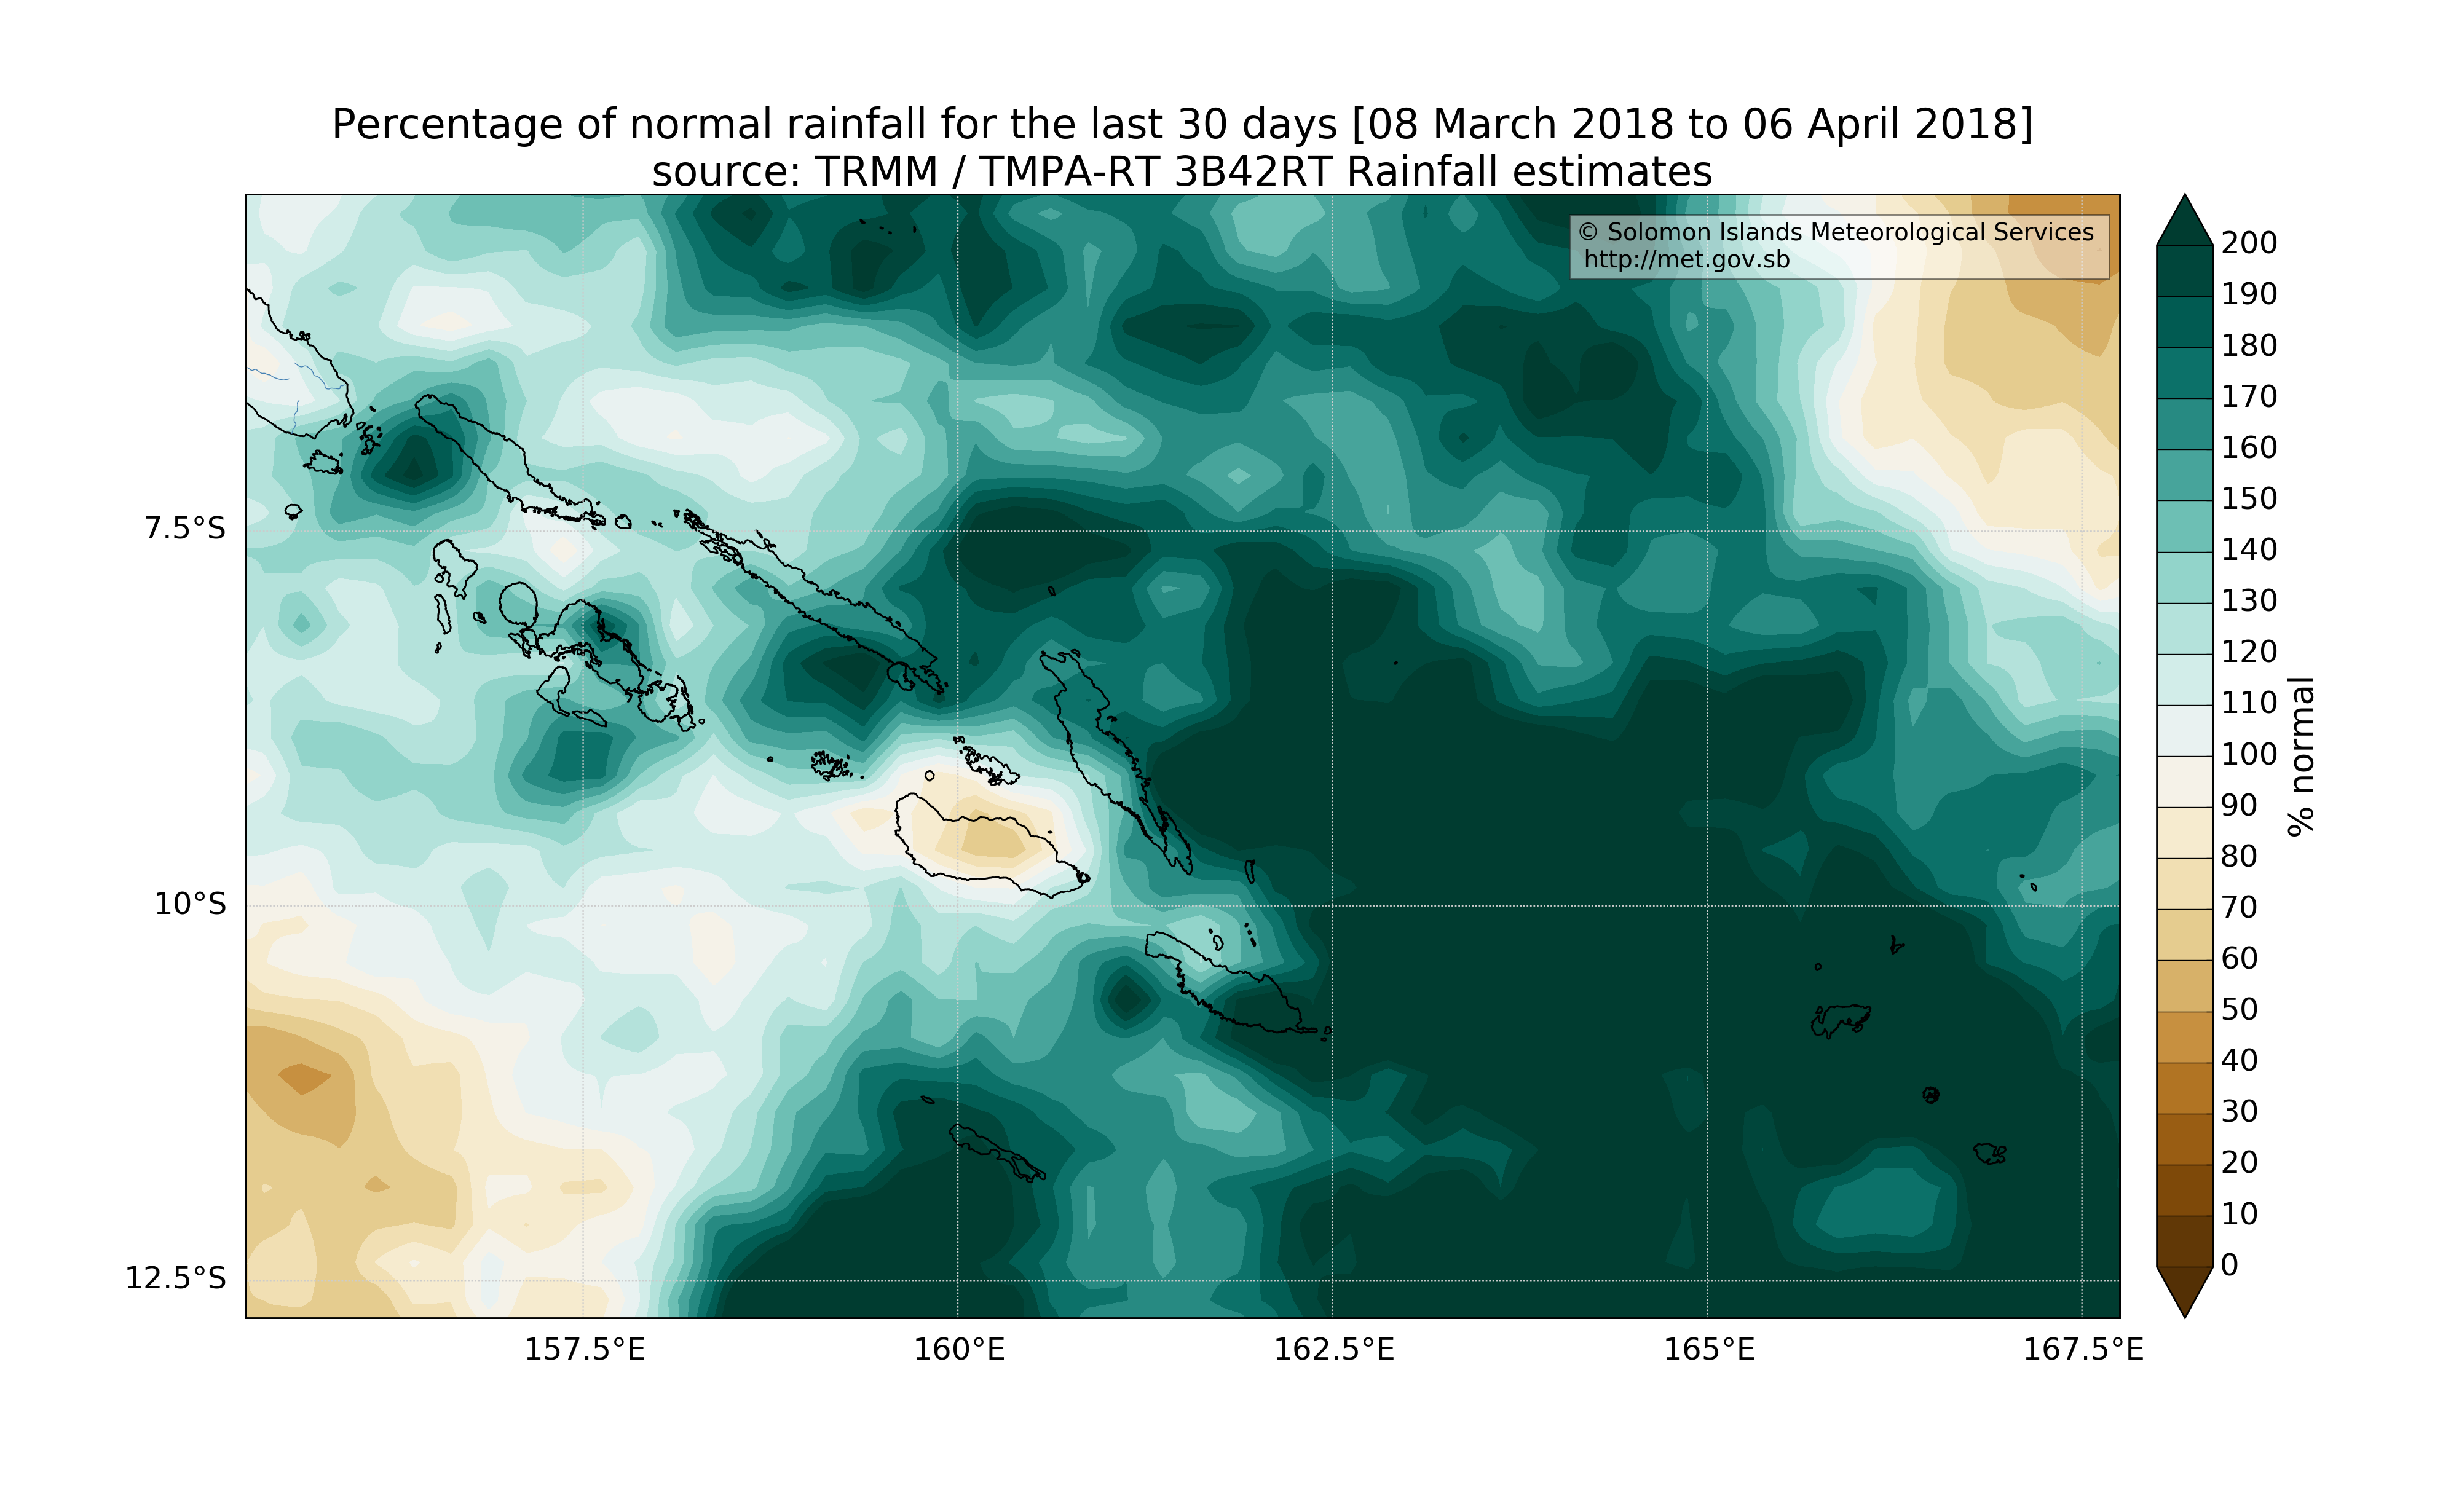 Percentage of normal rainfall for the last 30 days [08 March 2018 to 06 April 2018]
source: TRMM / TMPA-RT 3B42RT Rainfall estimates
© Solomon Islands Meteorological Services
http://met.gov.sb
7.5°S
10°S
12.5°S
157.5°E
160°E
162.5°E
165°E
167.5°E
200
190
180
170
160
150
140
130
120
110
100
90
80
70
60
50
40
30
20
10
0
% normal